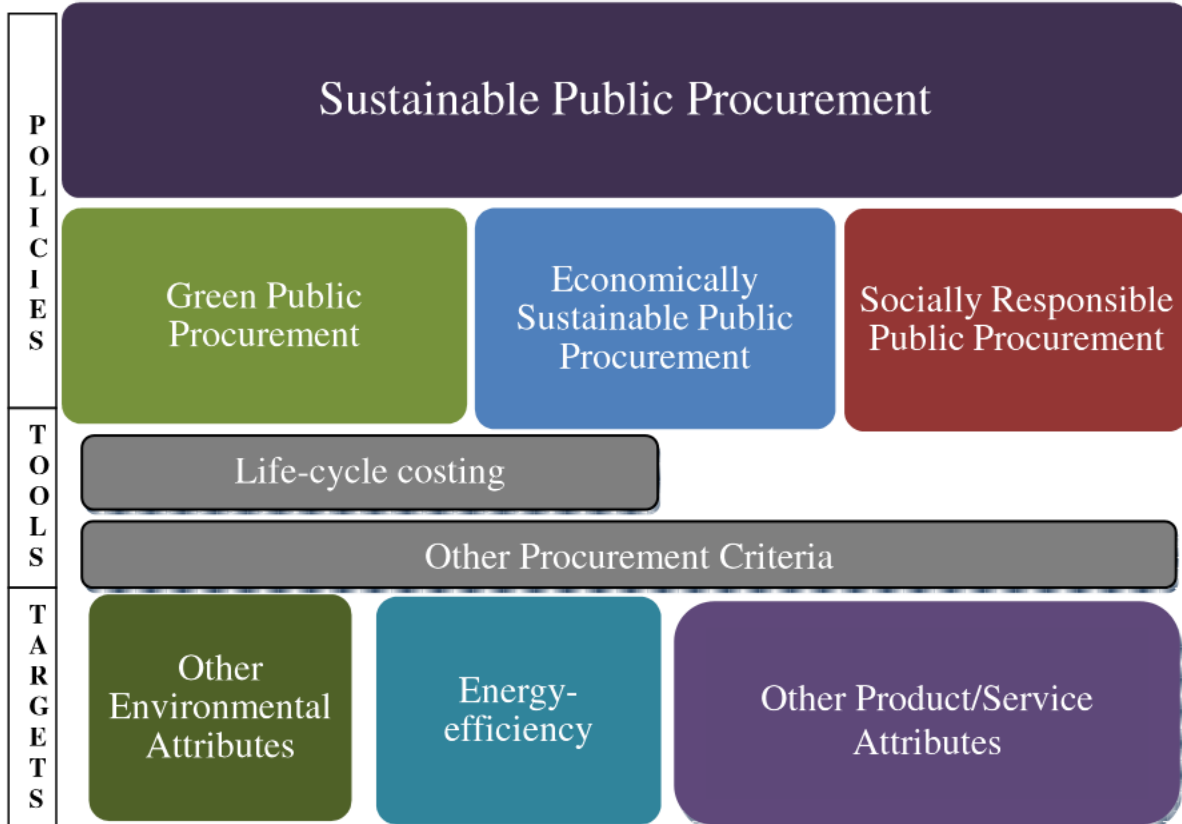 POLICIES
Sustainable Public Procurement
Green Public
Procurement
Economically
Sustainable Public
Procurement
Socially Responsible
Public Procurement
TOOLS
Life-cycle costing
Other Procurement Criteria
TARGETS
Other
Environmental
Attributes
Energy-
efficiency
Other Product/Service
Attributes